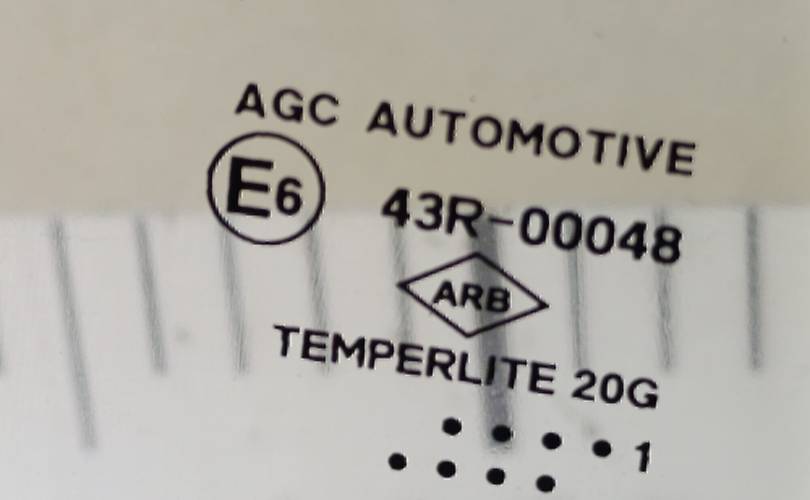 AGC AUTOMOTIVE
E6 43R-00048
ARB
TEMPERLITE 20G
1